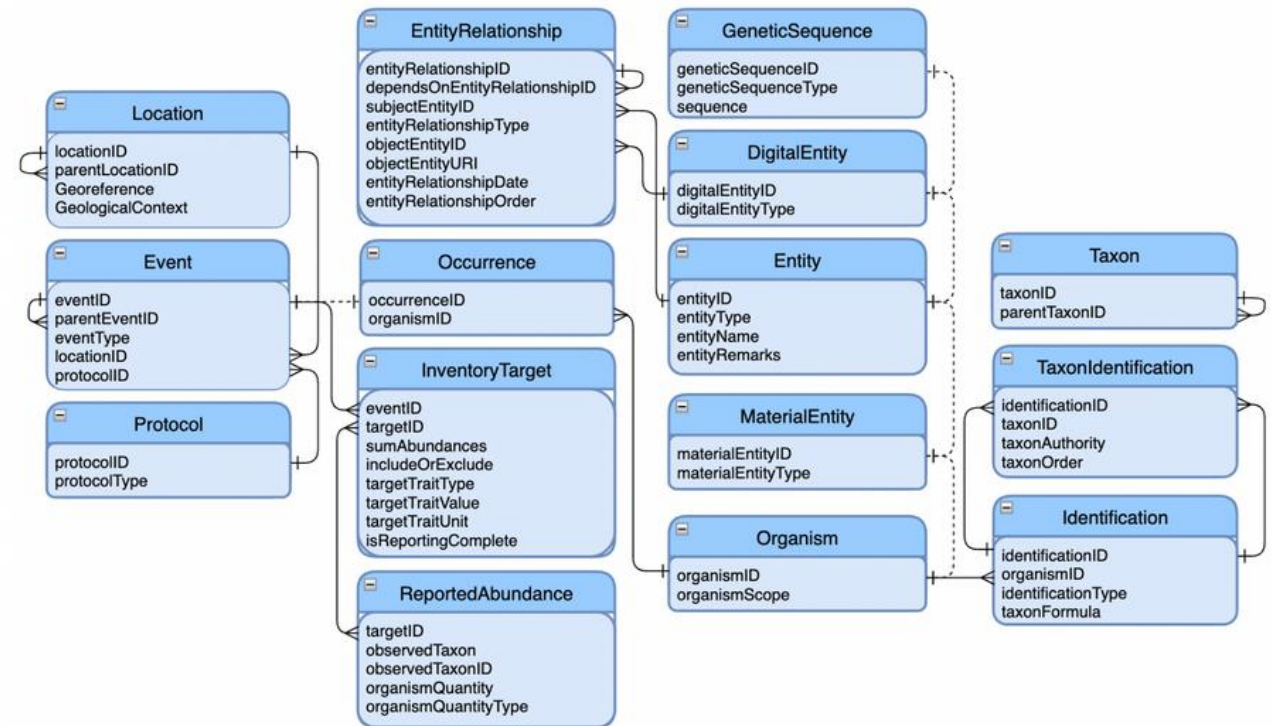 Location
locationID
parentLocationID
Georeference
GeologicalContext
Event
eventID
parentEventID
eventType
locationID
protocolID
Protocol
protocolID
protocolType
EntityRelationship
entityRelationshipID
dependsOnEntityRelationshipID
subjectEntityID
entityRelationshipType
objectEntityID
objectEntityURI
entityRelationshipDate
entityRelationshipOrder
Occurrence
occurrenceID
organismID
InventoryTarget
eventID
targetID
sumAbundances
includeOrExclude
targetTraitType
targetTraitValue
targetTraitUnit
isReportingComplete
ReportedAbundance
targetID
observedTaxon
observedTaxonID
organismQuantity
organismQuantityType
GeneticSequence
geneticSequenceID
geneticSequenceType
sequence
DigitalEntity
digitalEntityID
digitalEntityType
Entity
entityID
entityType
entityName
entityRemarks
MaterialEntity
materialEntityID
materialEntityType
Organism
organismID
organismScope
Taxon
taxonID
parentTaxonID
TaxonIdentification
identificationID
taxonID
taxonAuthority
taxonOrder
Identification
identificationID
organismID
identificationType
taxonFormula